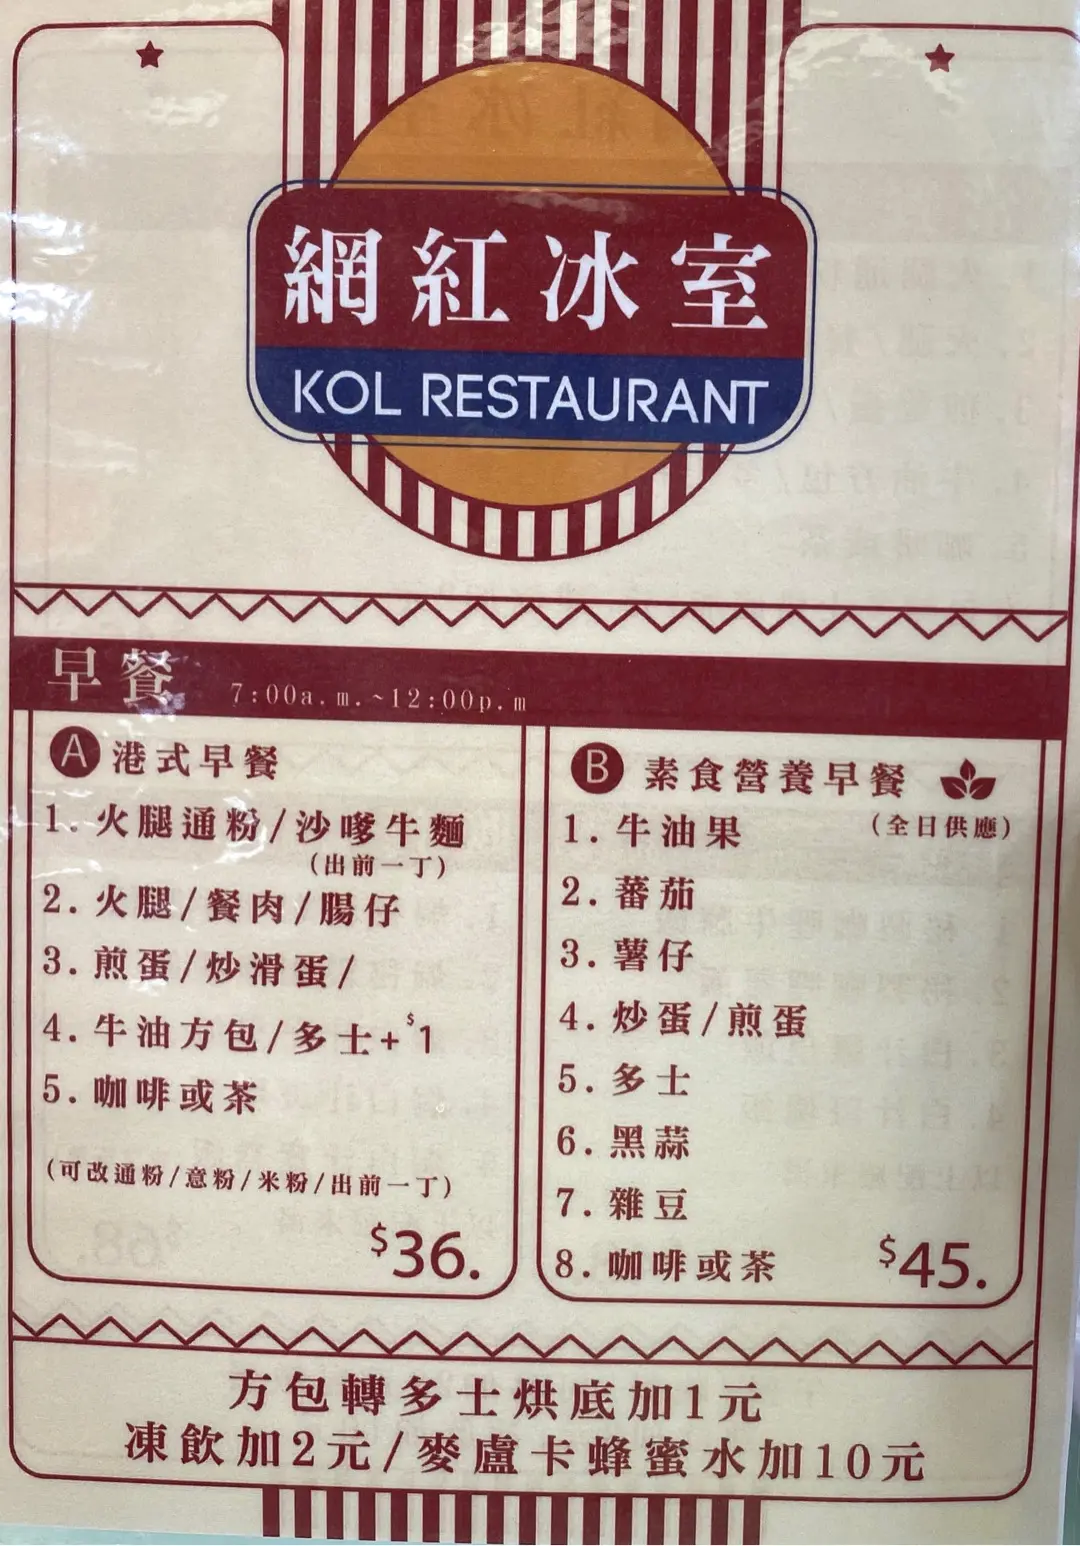 網紅冰室
KOL RESTAURANT
早餐 7:00a.m.~12:00p.m
A 港式早餐
1. 火腿通粉/沙嗲牛麵
(出前一丁)
2. 火腿/餐肉/腸仔
3. 煎蛋/炒滑蛋/
4. 牛油方包/多士+$1
5. 咖啡或茶
(可改通粉/意粉/米粉/出前一丁)
$36.
B 素食營養早餐
(全日供應)
1. 牛油果
2. 蕃茄
3. 薯仔
4. 炒蛋/煎蛋
5. 多士
6. 黑蒜
7. 雜豆
8. 咖啡或茶
$45.
方包轉多士烘底加1元
凍飲加2元/麥盧卡蜂蜜水加10元